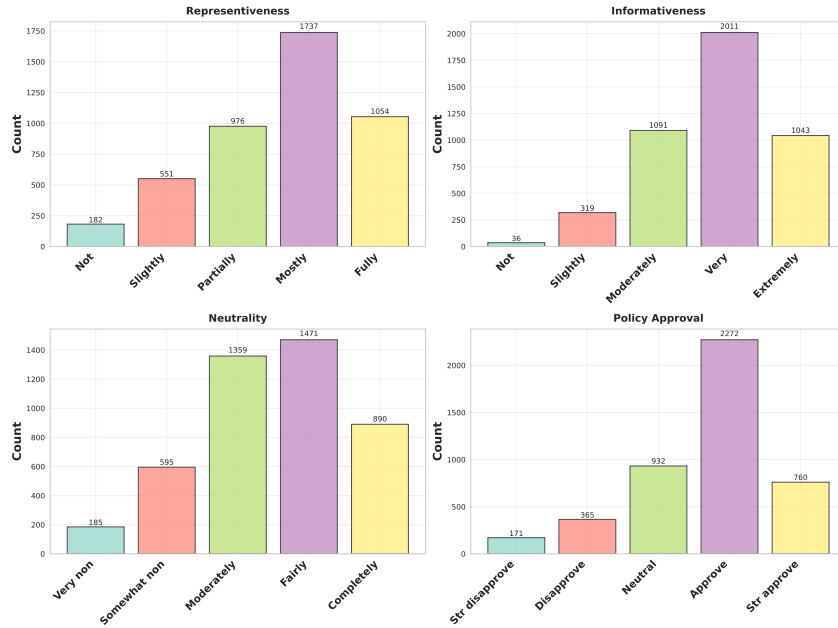 Representiveness
Count
1750
1500
1250
1000
750
500
250
0
182
551
976
1737
1054
Not
Slightly
Partially
Mostly
Fully
Informativeness
Count
2000
1750
1500
1250
1000
750
500
250
0
36
319
1091
2011
1043
Not
Slightly
Moderately
Very
Extremely
Neutrality
Count
1400
1200
1000
800
600
400
200
0
185
595
1359
1471
890
Very non
Somewhat non
Moderately
Fairly
Completely
Policy Approval
Count
2000
1500
1000
500
0
171
365
932
2272
760
Str disapprove
Disapprove
Neutral
Approve
Str approve